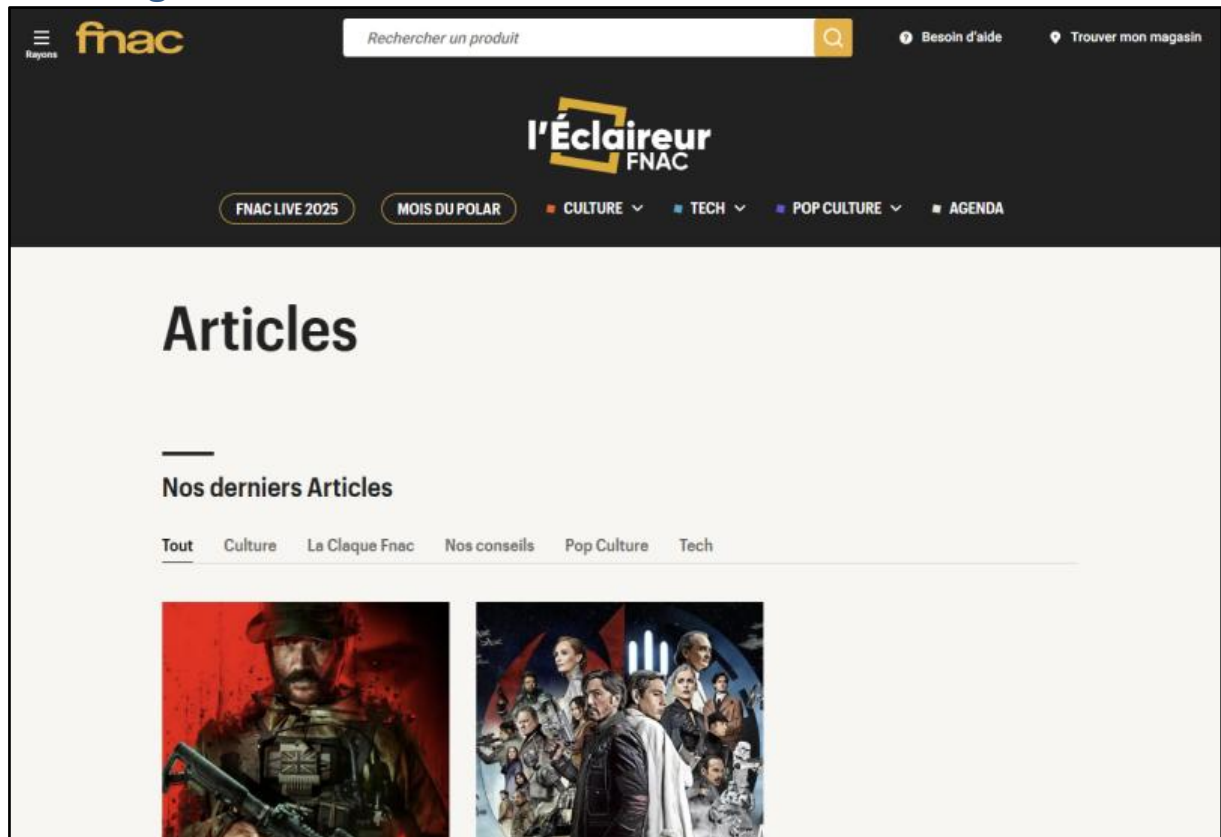 fnac
Rayons
Rechercher un produit
Besoin d'aide
Trouver mon magasin
l'Éclaireur
FNAC
FNAC LIVE 2025 MOIS DU POLAR CULTURE TECH POP CULTURE AGENDA
Articles
Nos derniers Articles
Tout Culture La Claque Fnac Nos conseils Pop Culture Tech